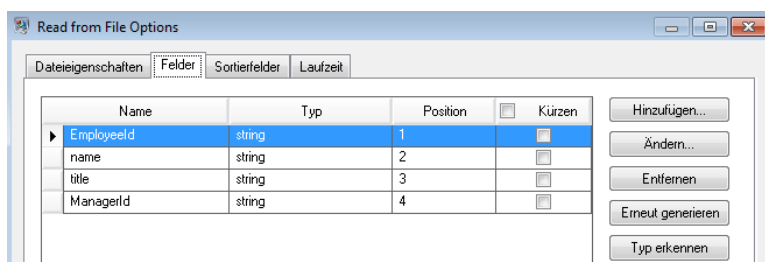 Read from File Options
Dateieigenschaften Felder Sortierfelder Laufzeit
Name Typ Position Kürzen Hinzufügen...
EmployeeId string 1
Ändern...
name string 2
title string 3 Entfernen
ManagerId string 4
Erneut generieren
Typ erkennen